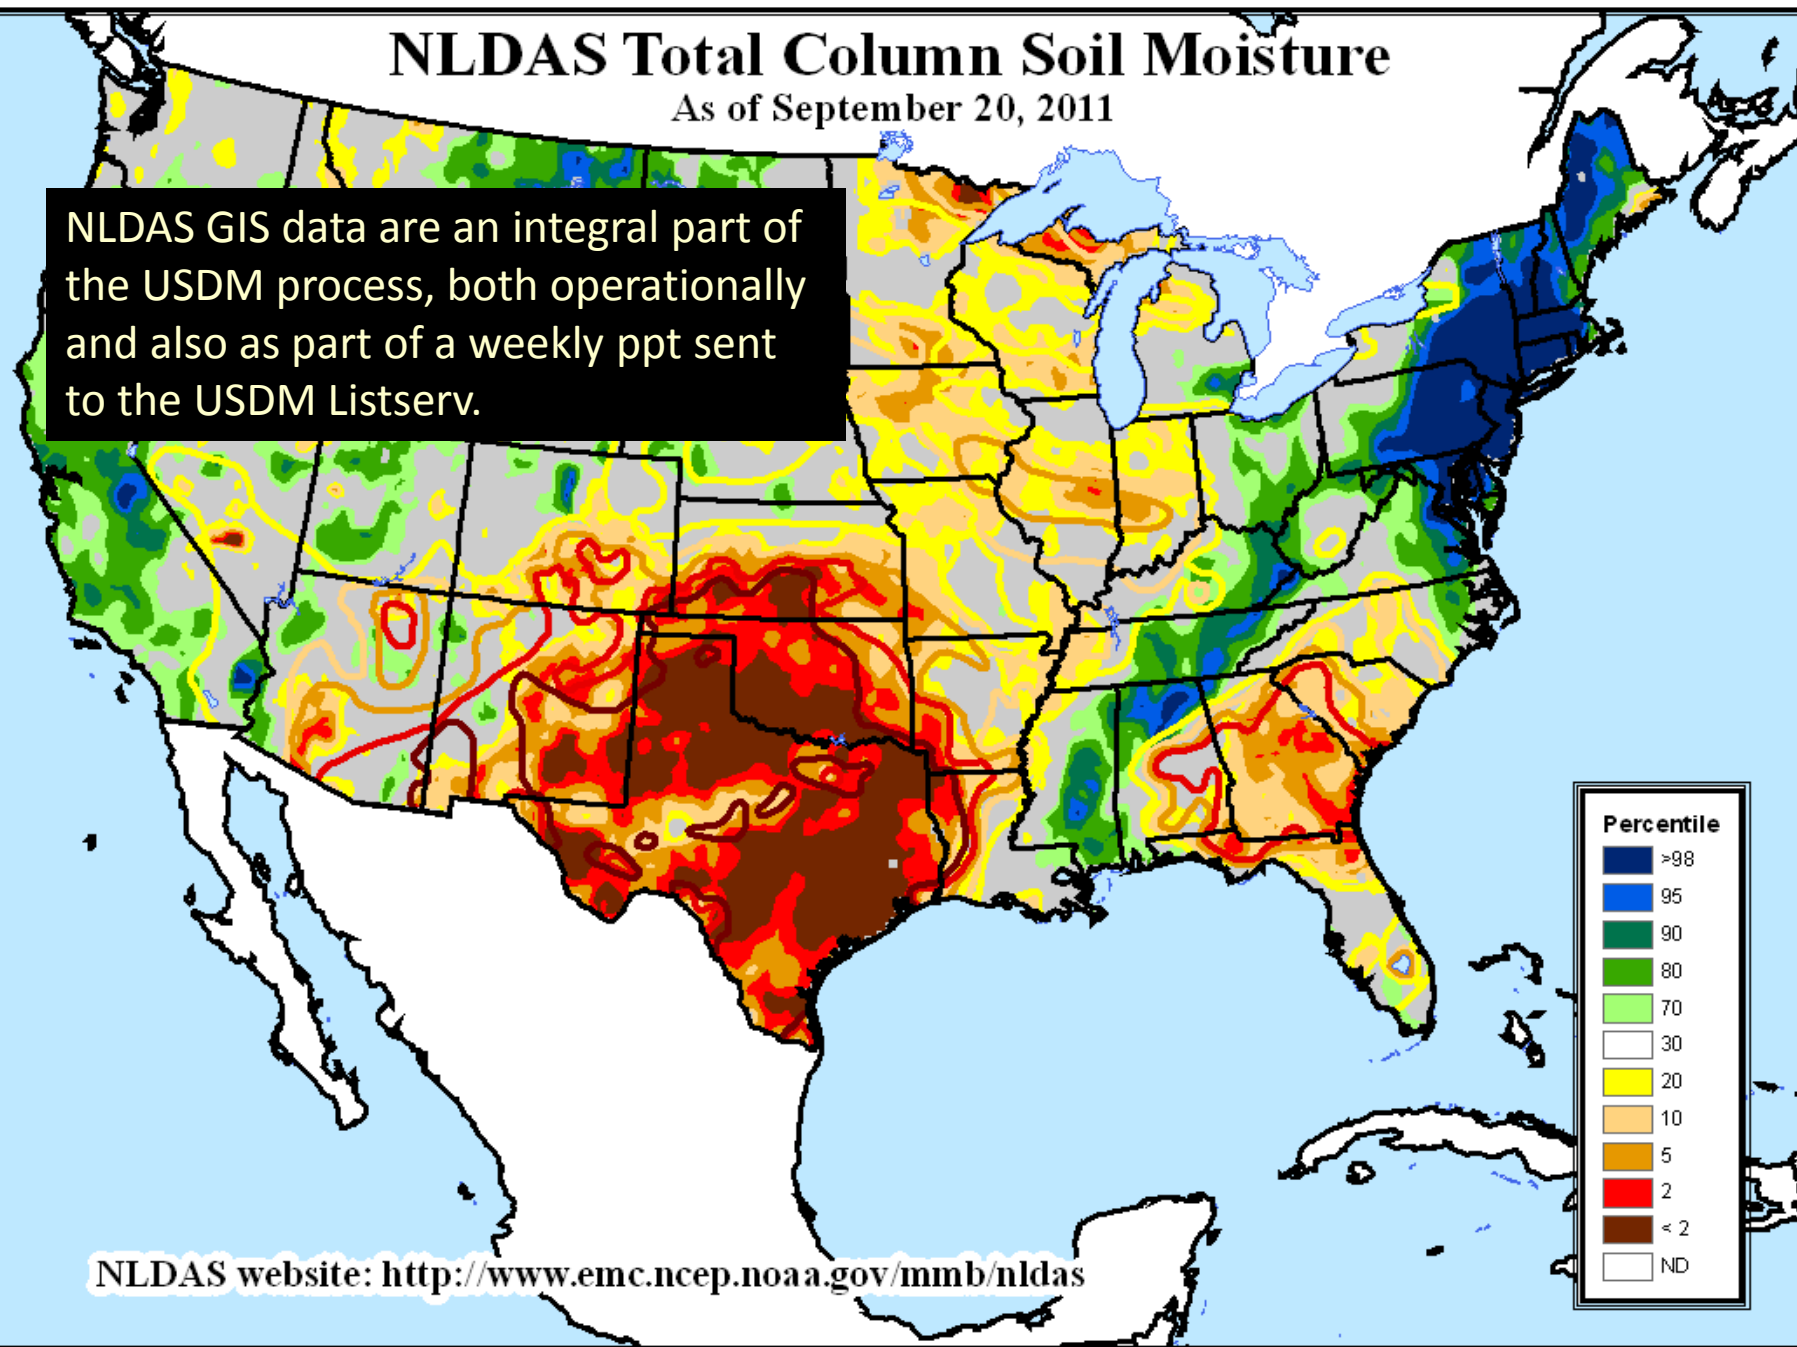 NLDAS Total Column Soil Moisture
As of September 20, 2011
NLDAS GIS data are an integral part of
the USDM process, both operationally
and also as part of a weekly ppt sent
to the USDM Listserv.
Percentile
>98
95
90
80
70
30
20
10
5
2
< 2
ND
NLDAS website: http://www.emc.ncep.noaa.gov/mmb/nldas